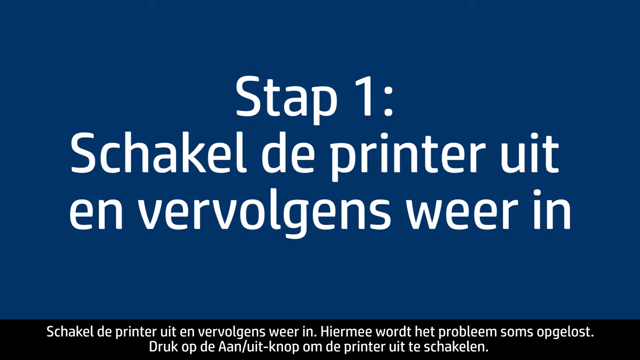 Stap 1:
Schakel de printer uit
en vervolgens weer in
Schakel de printer uit en vervolgens weer in. Hiermee wordt het probleem soms opgelost.
Druk op de Aan/uit-knop om de printer uit te schakelen.